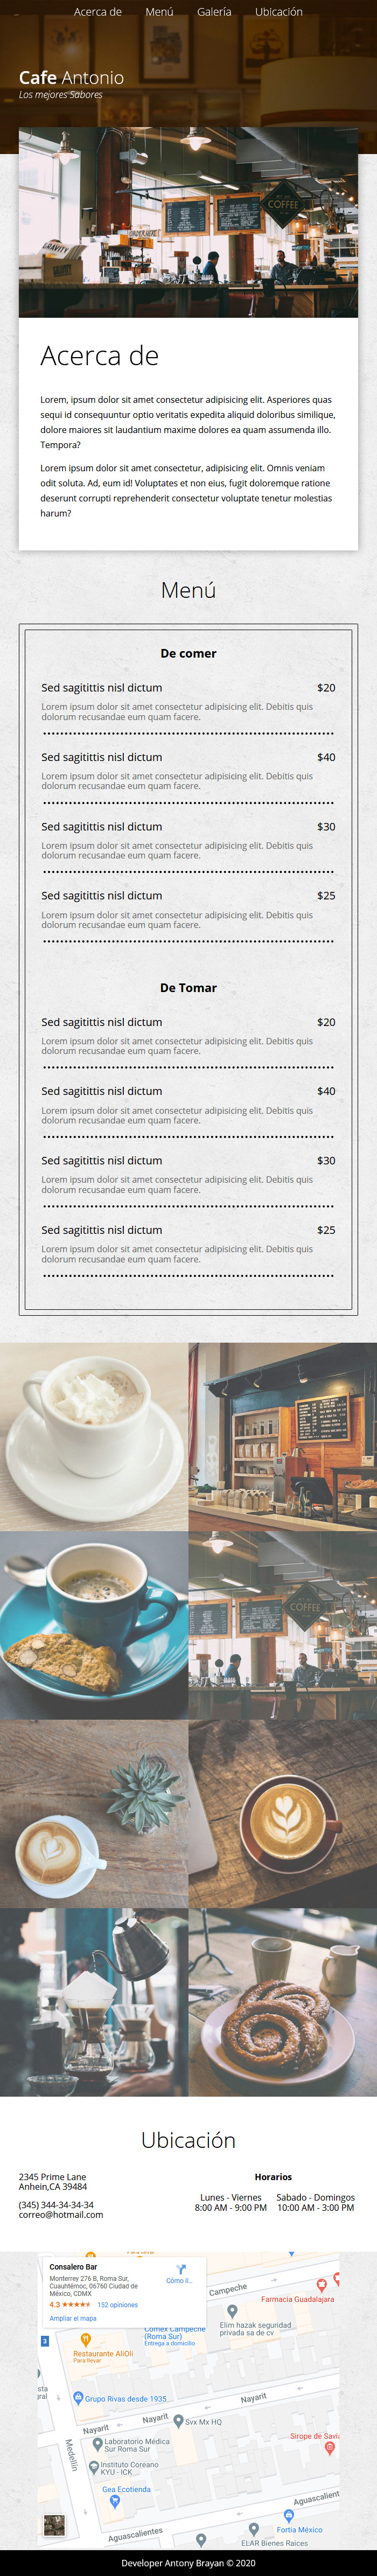 Acerca de Menú Galería Ubicación
Cafe Antonio
Los mejores Sabores
COFFEE
Acerca de
Lorem, ipsum dolor sit amet consectetur adipisicing elit. Asperiores quas
sequi id consequuntur optio veritatis expedita aliquid doloribus similique,
dolore maiores sit laudantium maxime dolores ea quam assumenda illo.
Tempora?
Lorem ipsum dolor sit amet consectetur, adipisicing elit. Omnis veniam
odit soluta. Ad, eum id! Voluptates et non eius, fugit doloremque ratione
deserunt corrupti reprehenderit consectetur voluptate tenetur molestias
harum?
Menú
De comer
Sed sagitittis nisl dictum $20
Lorem ipsum dolor sit amet consectetur adipisicing elit. Debitis quis
dolorum recusandae eum quam facere.
Sed sagitittis nisl dictum $40
Lorem ipsum dolor sit amet consectetur adipisicing elit. Debitis quis
dolorum recusandae eum quam facere.
Sed sagitittis nisl dictum $30
Lorem ipsum dolor sit amet consectetur adipisicing elit. Debitis quis
dolorum recusandae eum quam facere.
Sed sagitittis nisl dictum $25
Lorem ipsum dolor sit amet consectetur adipisicing elit. Debitis quis
dolorum recusandae eum quam facere.
De Tomar
Sed sagitittis nisl dictum $20
Lorem ipsum dolor sit amet consectetur adipisicing elit. Debitis quis
dolorum recusandae eum quam facere.
Sed sagitittis nisl dictum $40
Lorem ipsum dolor sit amet consectetur adipisicing elit. Debitis quis
dolorum recusandae eum quam facere.
Sed sagitittis nisl dictum $30
Lorem ipsum dolor sit amet consectetur adipisicing elit. Debitis quis
dolorum recusandae eum quam facere.
Sed sagitittis nisl dictum $25
Lorem ipsum dolor sit amet consectetur adipisicing elit. Debitis quis
dolorum recusandae eum quam facere.
COFFEE
Ubicación
2345 Prime Lane
Anhein,CA 39484
(345) 344-34-34-34
correo@hotmail.com
Horarios
Lunes - Viernes
8:00 AM - 9:00 PM
Sabado - Domingos
10:00 AM - 3:00 PM
Consalero Bar
Monterrey 276 B, Roma Sur,
Cuauhtémoc, 06760 Ciudad de
México, CDMX
4.3 152 opiniones
Ampliar el mapa
Cómo ll...
Campeche
Farmacia Guadalajara
Elim hazak seguridad
privada sa de cv
Comex Campeche
(Roma Sur)
Entrega a domicilio
3
Restaurante AliOli
Para llevar
Grupo Rivas desde 1935
Nayarit
Nayarit
Nayarit
Svx Mx HQ
Medellín
Laboratorio Médica
Sur Roma Sur
Sirope de Savia
Instituto Coreano
KYU - ICK
Gea Ecotienda
Aguascalient
Fortia México
Aguascalientes
ELAR Bienes Raíces
Developer Antony Brayan © 2020